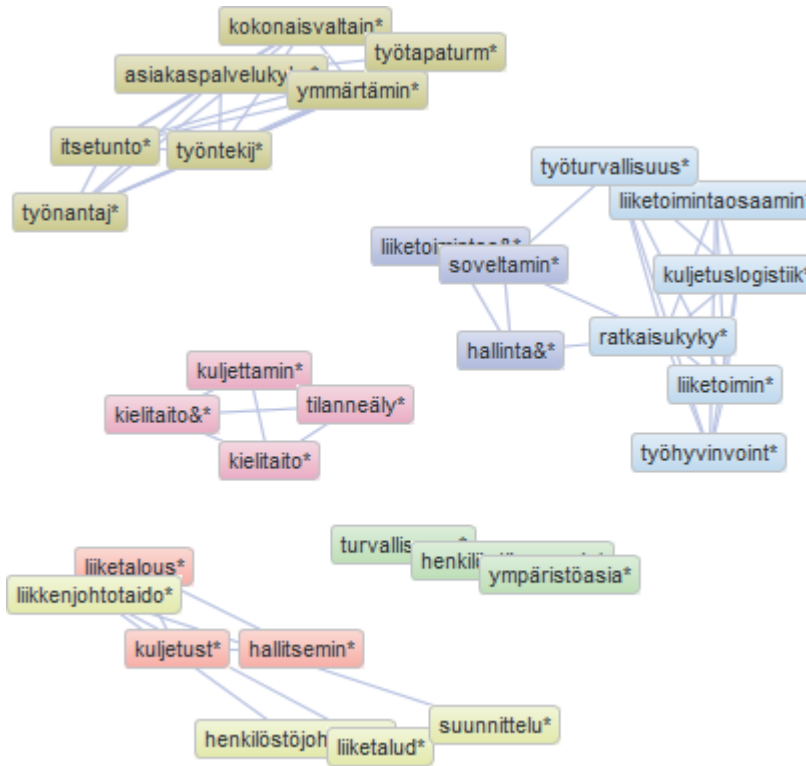 kokonaisvaltain*
työtapaturm*
asiakaspalveluky
ymmärtämin*
itsetunto*
työntekij*
työnantaj*
työturvallisuus*
liiketoimintaosaamin*
soveltamin*
kuljetuslogistiik*
ratkaisukyky*
hallinta&*
liiketoimin*
työhyvinvoint*
kuljettamin*
tilanneäly*
kielitaito&*
kielitaito*
ympäristöasia*
liiketalous*
liikkenjohtotaido*
kuljetust*
hallitsemin*
suunnittelu*
henkilöstöjoh
liiketalud*